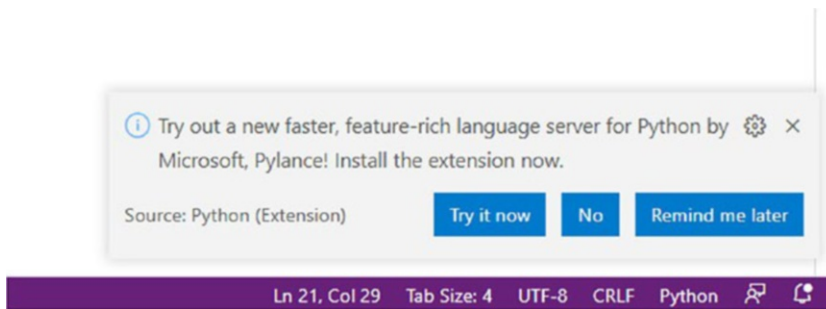 Try out a new faster, feature-rich language server for Python by
Microsoft, Pylance! Install the extension now.
Source: Python (Extension) Try it now No Remind me later
Ln 21, Col 29 Tab Size: 4 UTF-8 CRLF Python